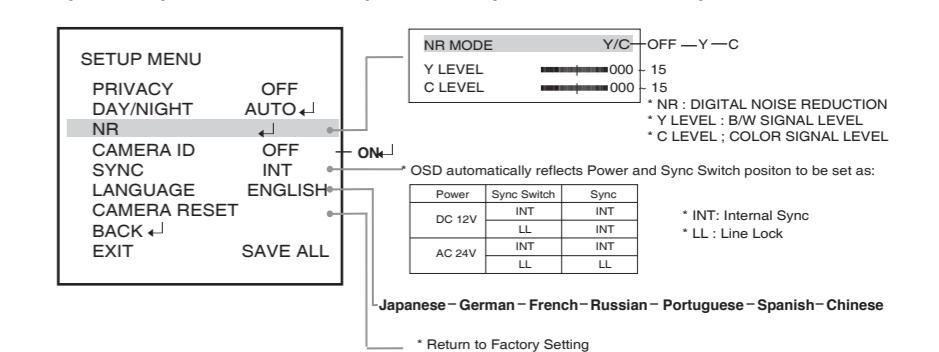 SETUP MENU
PRIVACY OFF
DAY/NIGHT AUTO↵
NR ↵
CAMERA ID OFF — ON↵
SYNC INT
LANGUAGE ENGLISH
CAMERA RESET
BACK ↵
EXIT SAVE ALL
NR MODE Y/C — OFF — Y — C
Y LEVEL 000 ~ 15
C LEVEL 000 ~ 15
* NR : DIGITAL NOISE REDUCTION
* Y LEVEL : B/W SIGNAL LEVEL
* C LEVEL ; COLOR SIGNAL LEVEL
* OSD automatically reflects Power and Sync Switch positon to be set as:
Power Sync Switch Sync
DC 12V INT INT
LL INT
AC 24V INT INT
LL LL
* INT: Internal Sync
* LL : Line Lock
Japanese – German – French – Russian – Portuguese – Spanish – Chinese
* Return to Factory Setting